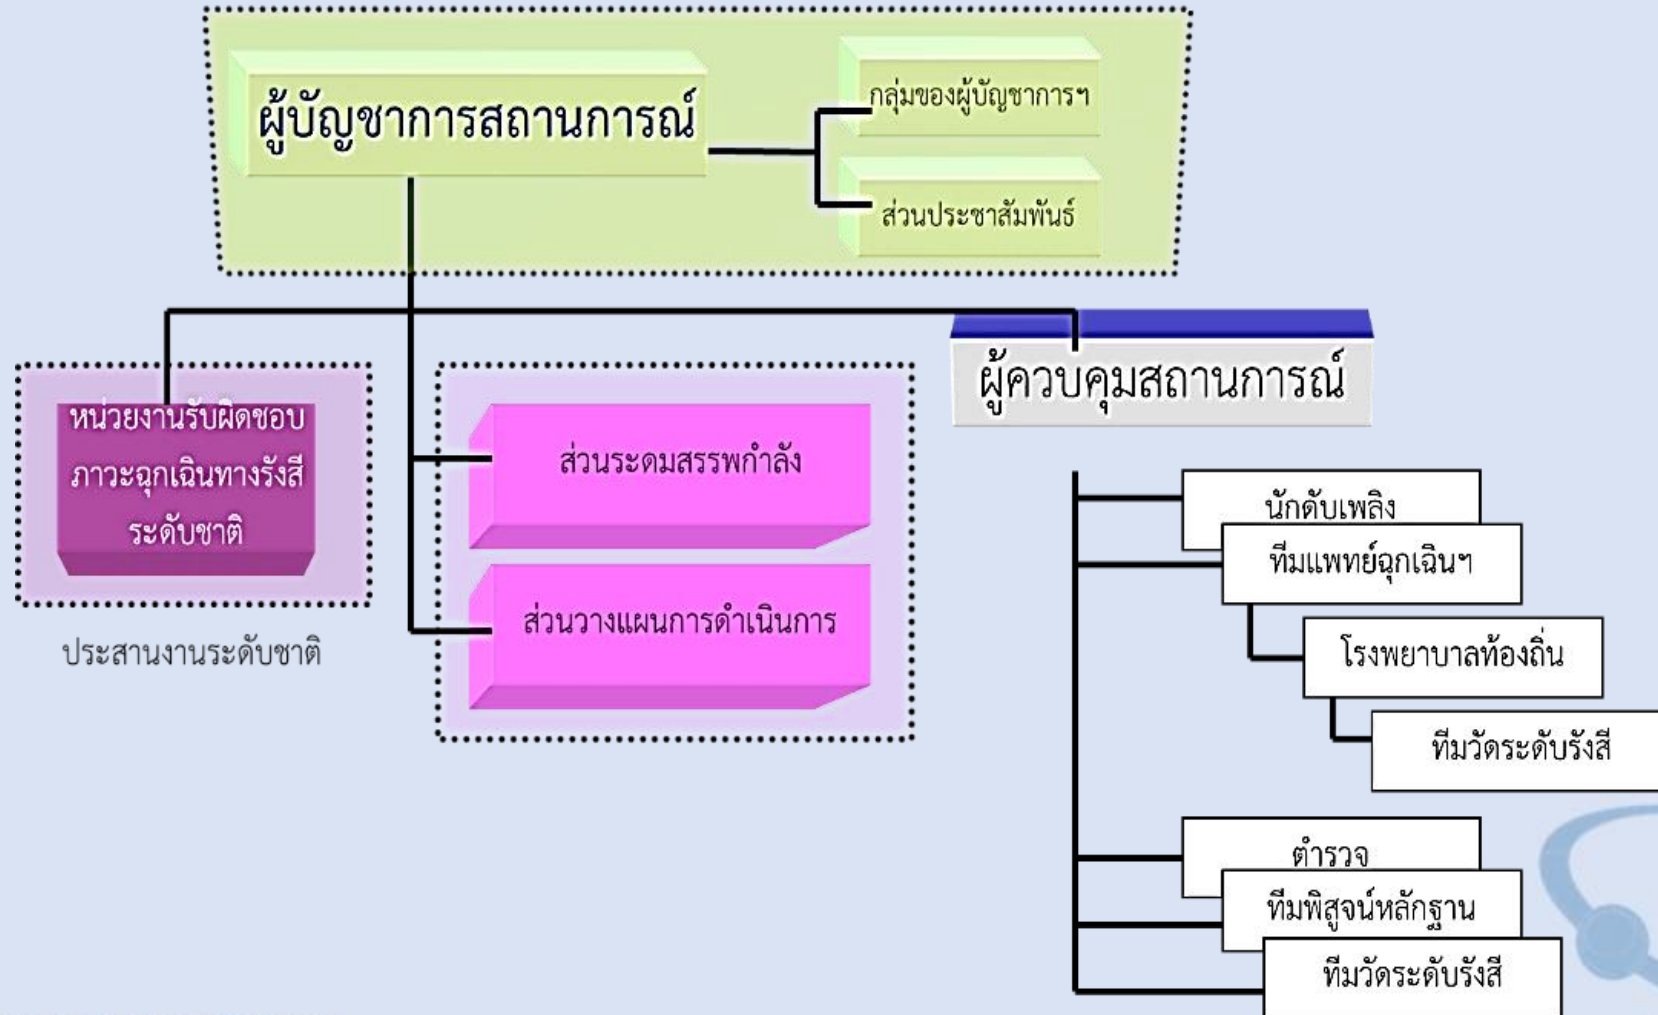 ผู้บัญชาการสถานการณ์
กลุ่มของผู้บัญชาการฯ
ส่วนประชาสัมพันธ์
หน่วยงานรับผิดชอบ
ภาวะฉุกเฉินทางรังสี
ระดับชาติ
ประสานงานระดับชาติ
ส่วนระดมสรรพกำลัง
ส่วนวางแผนการดำเนินการ
ผู้ควบคุมสถานการณ์
นักดับเพลิง
ทีมแพทย์ฉุกเฉินฯ
โรงพยาบาลท้องถิ่น
ทีมวัดระดับรังสี
ตำรวจ
ทีมพิสูจน์หลักฐาน
ทีมวัดระดับรังสี